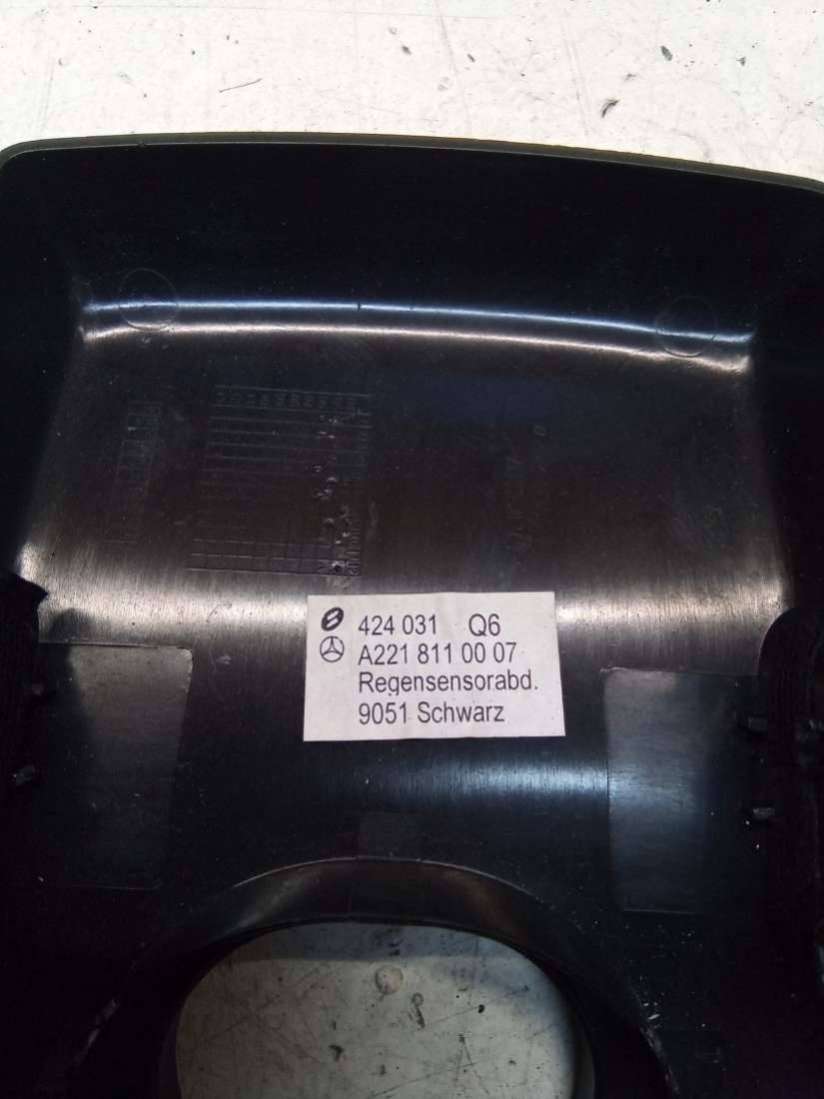 424 031 Q6
A221 811 00 07
Regensensorabd.
9051 Schwarz